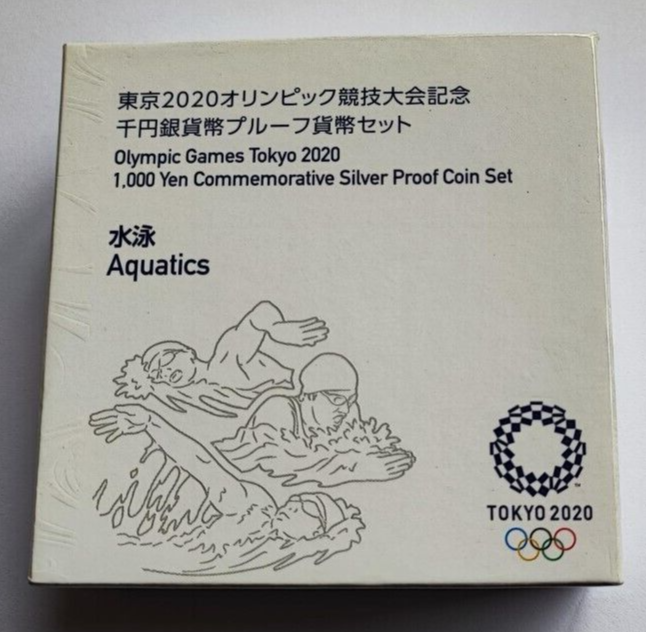 東京2020オリンピック競技大会記念
千円銀貨幣プルーフ貨幣セット
Olympic Games Tokyo 2020
1,000 Yen Commemorative Silver Proof Coin Set
水泳
Aquatics
TM
TOKYO 2020